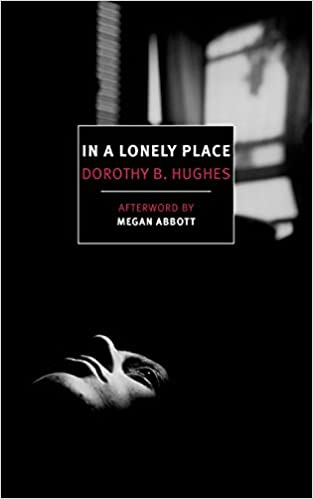 IN A LONELY PLACE
DOROTHY B. HUGHES
AFTERWORD BY
MEGAN ABBOTT